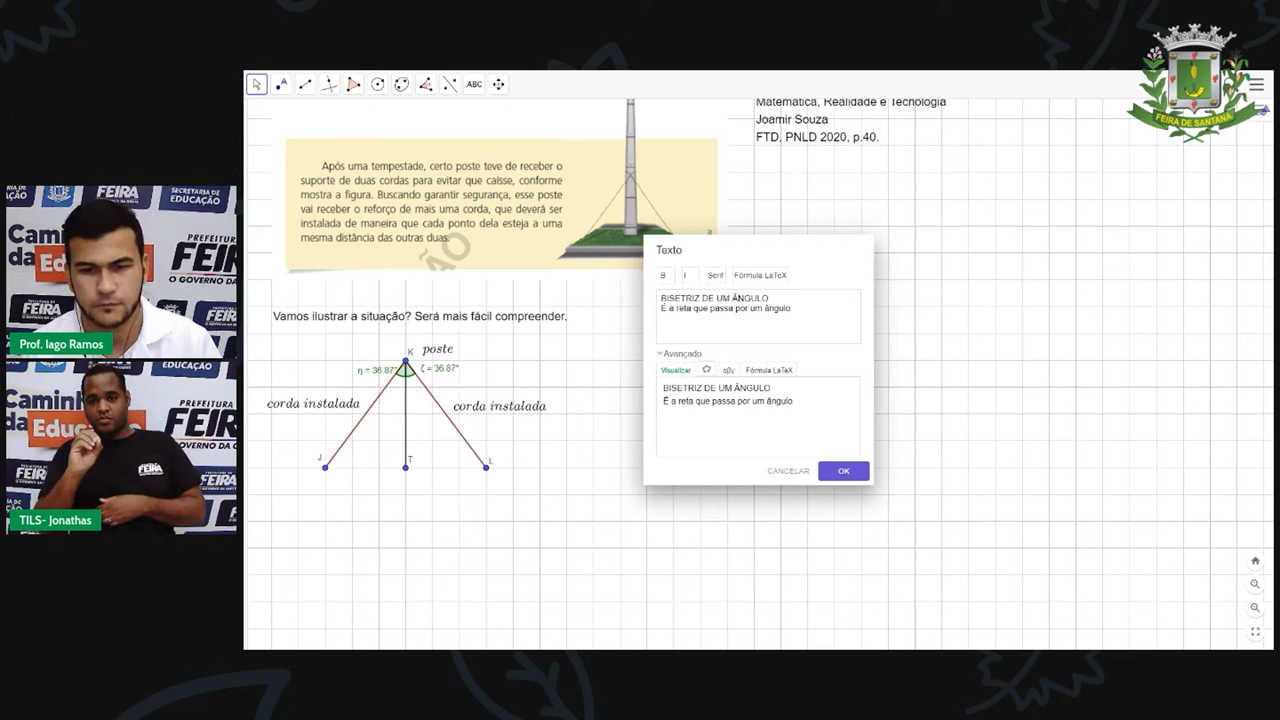 FEIRA DE SANTANA
ABC
Matemática, Realidade e Tecnologia
Joamir Souza
FTD, PNLD 2020, p.40.
Após uma tempestade, certo poste teve de receber o
suporte de duas cordas para evitar que caísse, conforme
mostra a figura. Buscando garantir segurança, esse poste
vai receber o reforço de mais uma corda, que deverá ser
instalada de maneira que cada ponto dela esteja a uma
mesma distância das outras duas.
Vamos ilustrar a situação? Será mais fácil compreender.
K
poste
η = 36.87°
ζ = 36.87°
corda instalada
corda instalada
J
T
L
Texto
B
I
Serif
Fórmula LaTeX
BISETRIZ DE UM ÂNGULO
É a reta que passa por um ângulo
Avançado
Visualizar
αβγ
Fórmula LaTeX
BISETRIZ DE UM ÂNGULO
É a reta que passa por um ângulo
CANCELAR
OK
FEIRA
SECRETARIA DE
EDUCAÇÃO
PREFEITURA
FEIRA
O GOVERNO DA
Prof. Iago Ramos
FEIRA
TILS- Jonathas